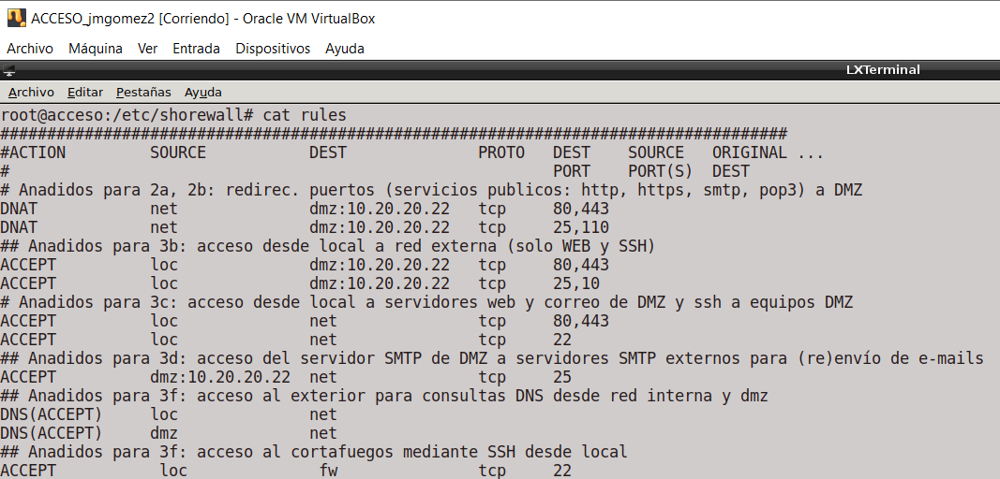 ACCESO_jmgomez2 [Corriendo] - Oracle VM VirtualBox
Archivo Máquina Ver Entrada Dispositivos Ayuda
LXTerminal
Archivo Editar Pestañas Ayuda
root@acceso:/etc/shorewall# cat rules
####################################################################################
#ACTION         SOURCE           DEST              PROTO   DEST    SOURCE   ORIGINAL ...
#                                                          PORT    PORT(S)  DEST
# Anadidos para 2a, 2b: redirec. puertos (servicios publicos: http, https, smtp, pop3) a DMZ
DNAT            net              dmz:10.20.20.22   tcp     80,443
DNAT            net              dmz:10.20.20.22   tcp     25,110
## Anadidos para 3b: acceso desde local a red externa (solo WEB y SSH)
ACCEPT          loc              dmz:10.20.20.22   tcp     80,443
ACCEPT          loc              dmz:10.20.20.22   tcp     25,10
# Anadidos para 3c: acceso desde local a servidores web y correo de DMZ y ssh a equipos DMZ
ACCEPT          loc              net               tcp     80,443
ACCEPT          loc              net               tcp     22
## Anadidos para 3d: acceso del servidor SMTP de DMZ a servidores SMTP externos para (re)envío de e-mails
ACCEPT          dmz:10.20.20.22  net               tcp     25
## Anadidos para 3f: acceso al exterior para consultas DNS desde red interna y dmz
DNS(ACCEPT)     loc              net
DNS(ACCEPT)     dmz              net
## Anadidos para 3f: acceso al cortafuegos mediante SSH desde local
ACCEPT           loc              fw               tcp     22